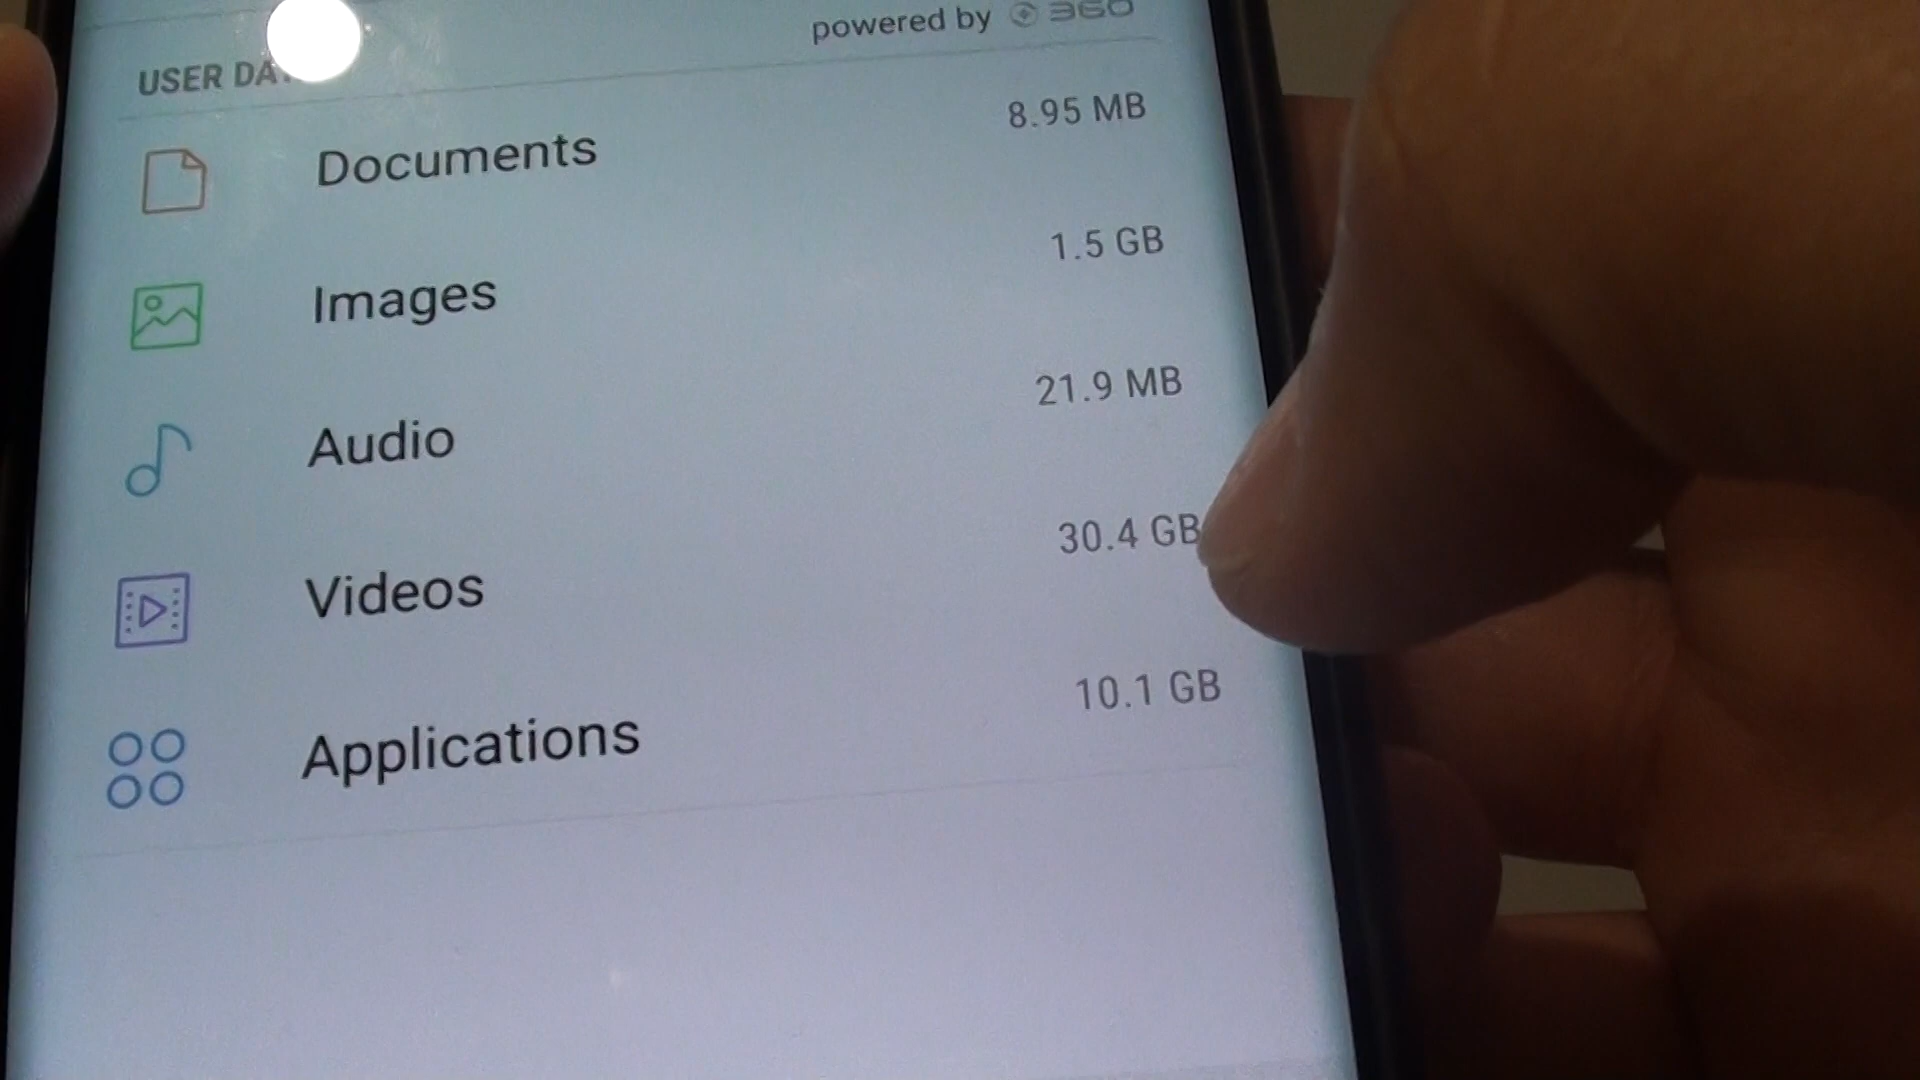 powered by 360
USER DA
8.95 MB
Documents
1.5 GB
Images
21.9 MB
Audio
30.4 GB
Videos
10.1 GB
Applications